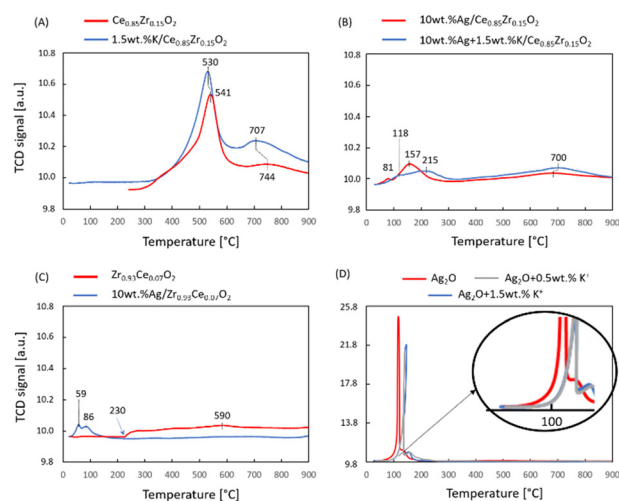 (A)
Ce0.85Zr0.15O2
1.5wt.%K/Ce0.85Zr0.15O2
10.8
10.6
10.4
10.2
10.0
9.8
TCD signal [a.u.]
530
541
707
744
0 100 200 300 400 500 600 700 800 900
Temperature [°C]
(B)
10wt.%Ag/Ce0.85Zr0.15O2
10wt.%Ag+1.5wt.%K/Ce0.85Zr0.15O2
10.8
10.6
10.4
10.2
10.0
9.8
81
118
157
215
700
0 100 200 300 400 500 600 700 800 900
Temperature [°C]
(C)
Zr0.93Ce0.07O2
10wt.%Ag/Zr0.93Ce0.07O2
10.8
10.6
10.4
10.2
10.0
9.8
TCD signal [a.u.]
59
86
230
590
0 100 200 300 400 500 600 700 800 900
Temperature [°C]
(D)
Ag2O
Ag2O+0.5wt.% K+
Ag2O+1.5wt.% K+
25.8
21.8
17.8
13.8
9.8
100
0 100 200 300 400 500 600 700 800 900
Temperature [°C]